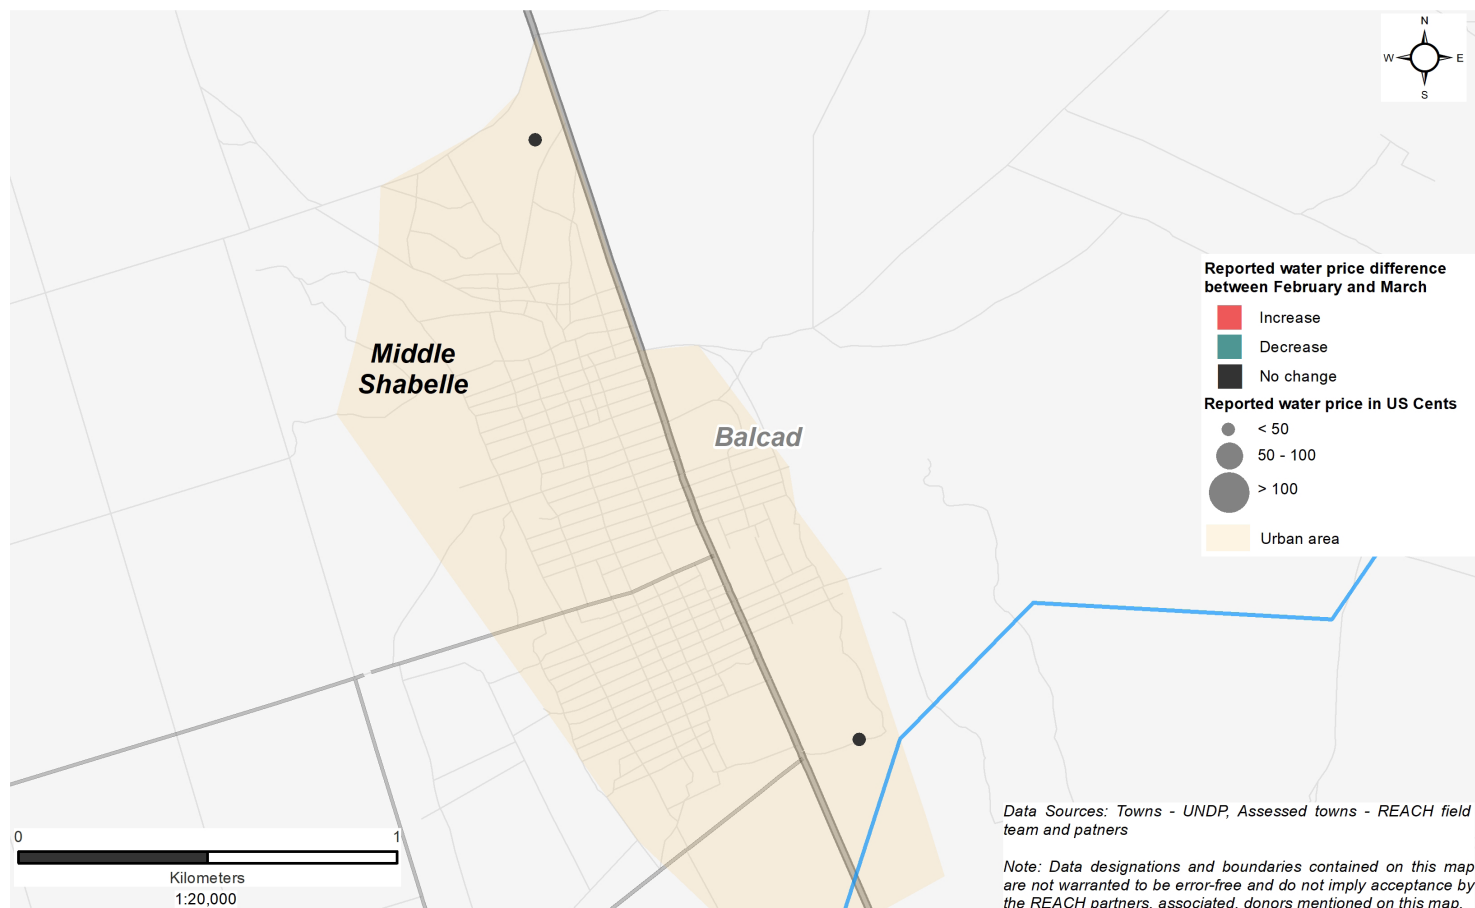 N
W E
S
Reported water price difference
between February and March
Increase
Decrease
No change
Reported water price in US Cents
< 50
50 - 100
> 100
Urban area
Middle
Shabelle
Balcad
0 1
Kilometers
1:20,000
Data Sources: Towns - UNDP, Assessed towns - REACH field
team and patners
Note: Data designations and boundaries contained on this map
are not warranted to be error-free and do not imply acceptance by
the REACH partners, associated, donors mentioned on this map.